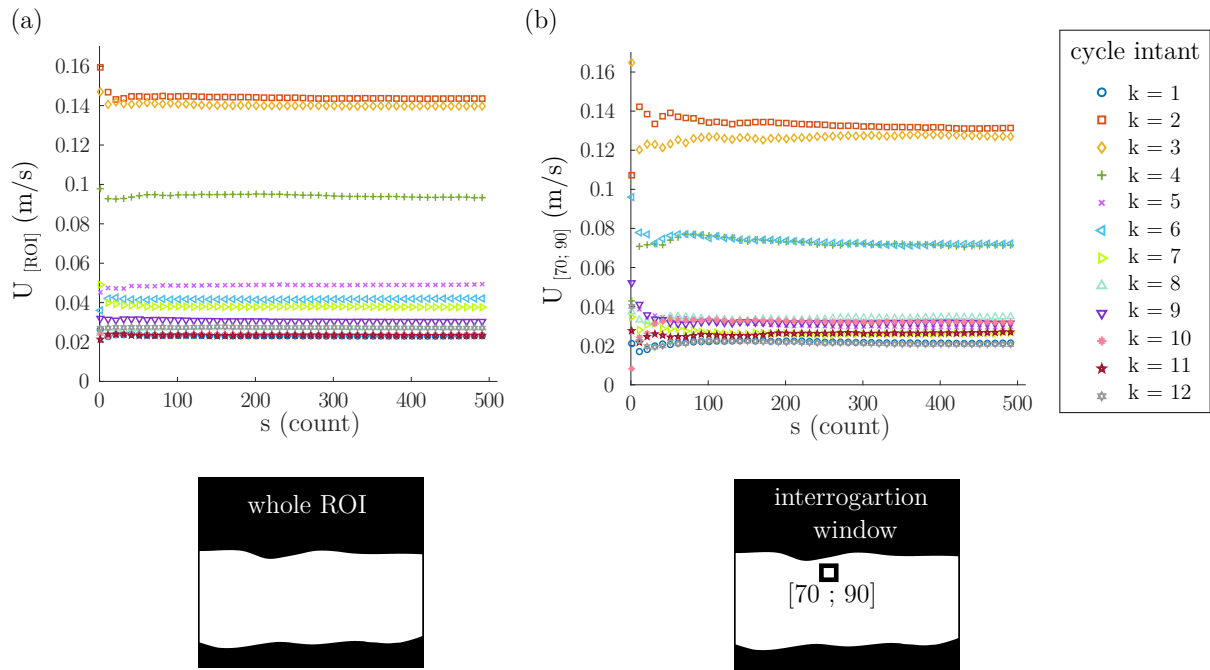 (a)
U [ROI] (m/s)
0.16
0.14
0.12
0.1
0.08
0.06
0.04
0.02
0
0
100
200
300
400
500
s (count)
(b)
U [70; 90] (m/s)
0.16
0.14
0.12
0.1
0.08
0.06
0.04
0.02
0
0
100
200
300
400
500
s (count)
cycle intant
k = 1
k = 2
k = 3
k = 4
k = 5
k = 6
k = 7
k = 8
k = 9
k = 10
k = 11
k = 12
whole ROI
interrogartion
window
[70 ; 90]